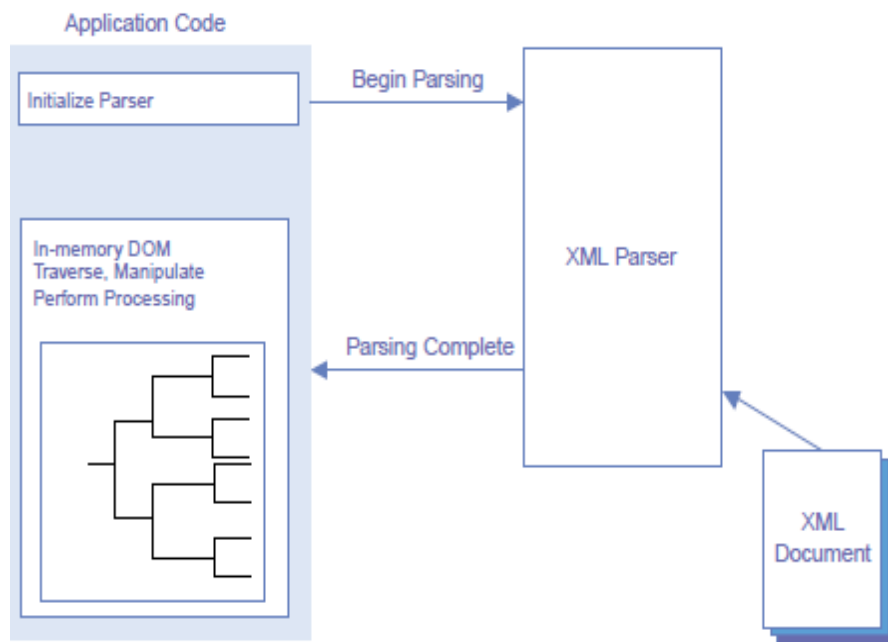 Application Code
Initialize Parser
Begin Parsing
In-memory DOM
Traverse, Manipulate
Perform Processing
XML Parser
Parsing Complete
XML
Document